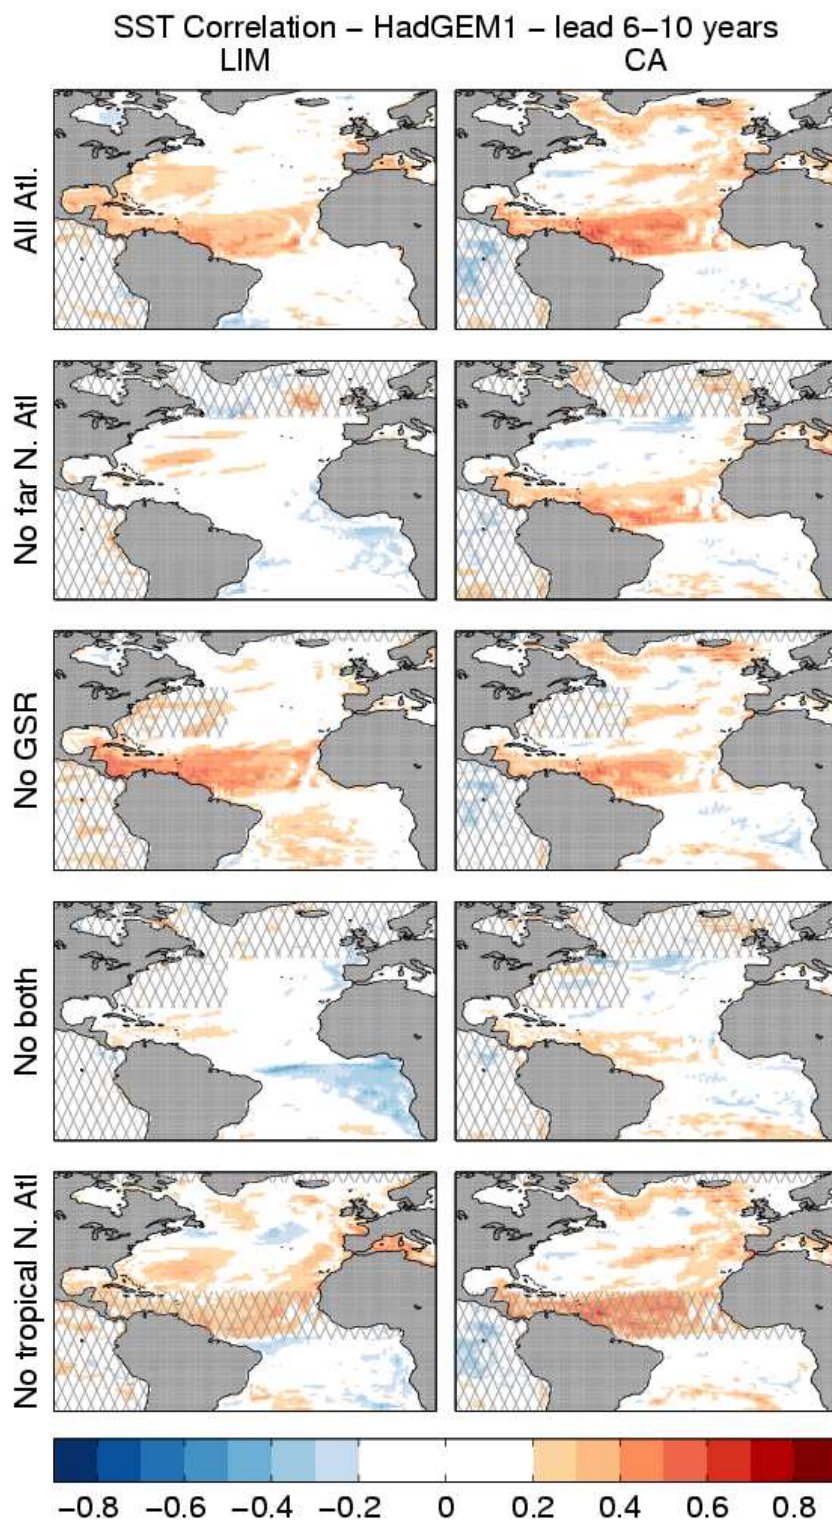 SST Correlation – HadGEM1 – lead 6–10 years
LIM CA
All Atl.
No far N. Atl
No GSR
No both
No tropical N. Atl
−0.8 −0.6 −0.4 −0.2 0 0.2 0.4 0.6 0.8